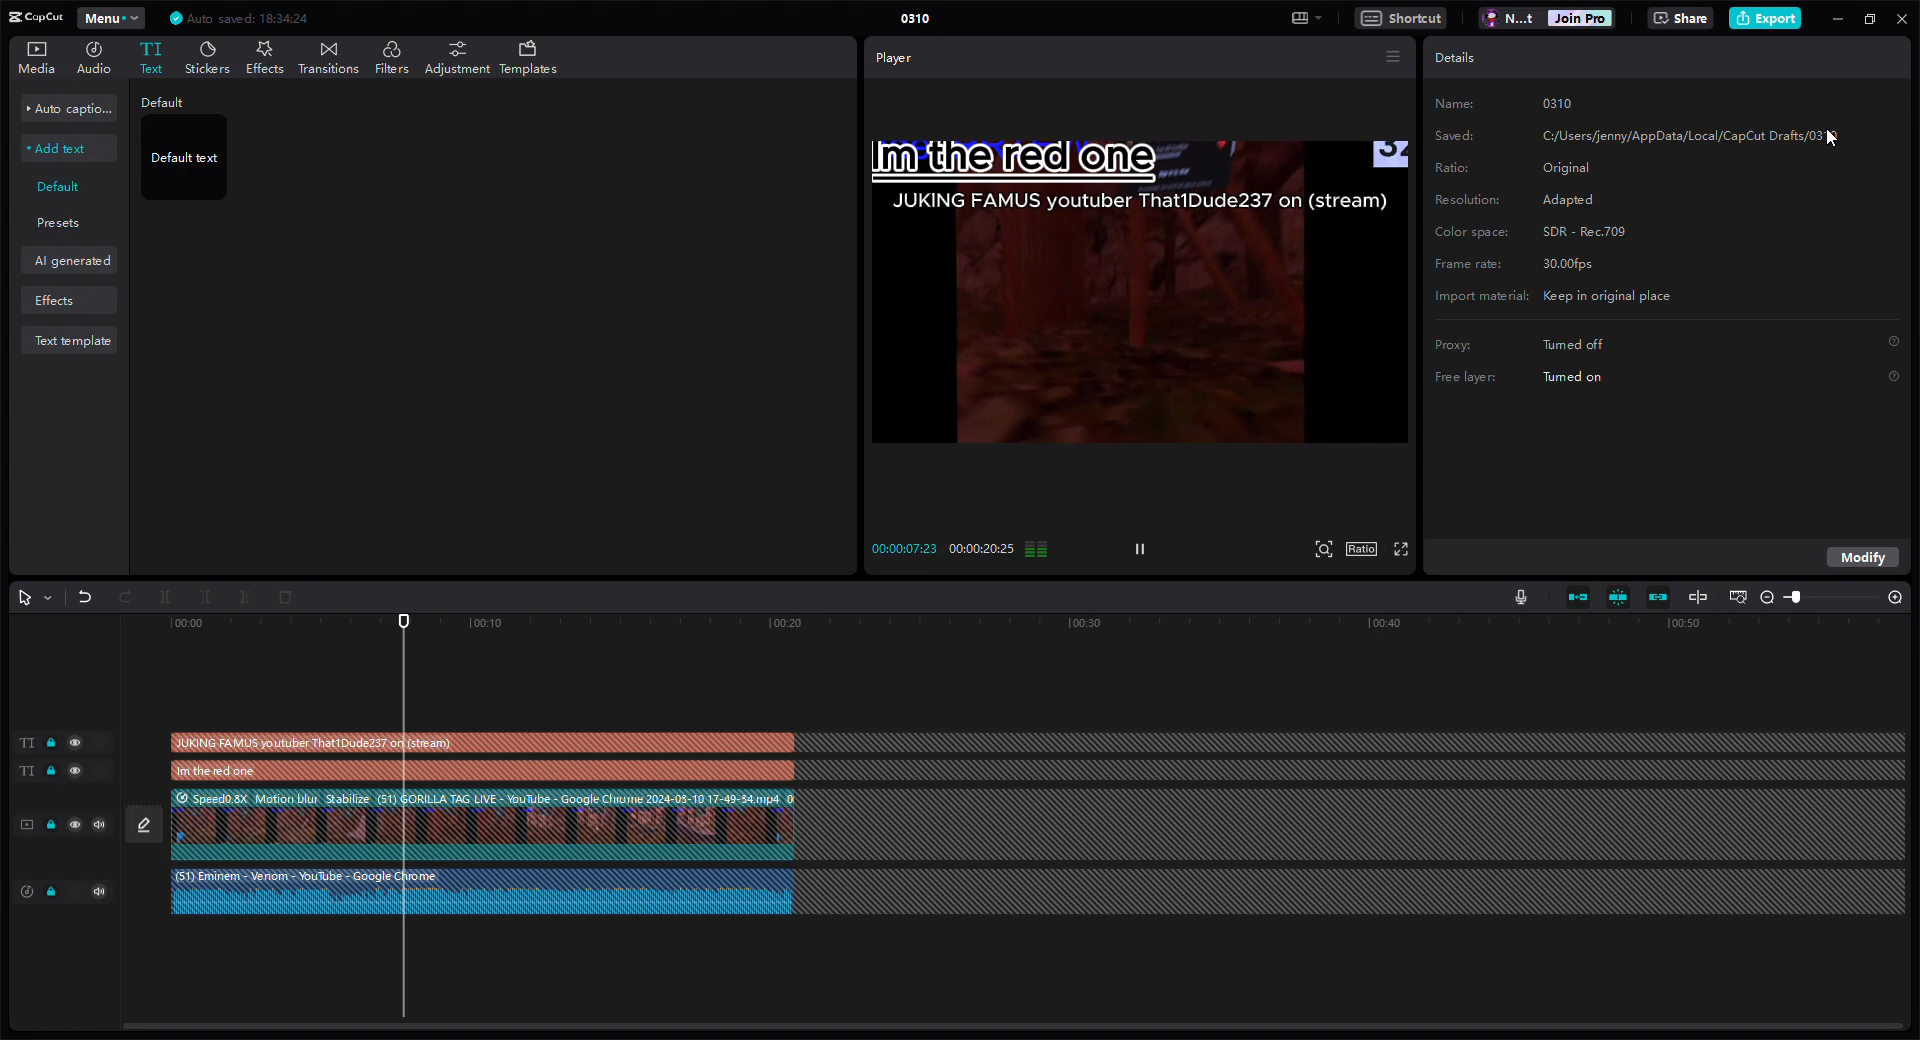 CapCut
Menu
Auto saved: 18:34:24
0310
Shortcut
N...t
Join Pro
Share
Export
Media
Audio
TI
Text
Stickers
Effects
Transitions
Filters
Adjustment
Templates
Auto captio...
Add text
Default
Presets
AI generated
Effects
Text template
Default
Default text
Player
Im the red one
32
JUKING FAMUS youtuber That1Dude237 on (stream)
00:00:07:23
00:00:20:25
Ratio
Details
Name: 0310
Saved: C:/Users/jenny/AppData/Local/CapCut Drafts/0310
Ratio: Original
Resolution: Adapted
Color space: SDR - Rec.709
Frame rate: 30.00fps
Import material: Keep in original place
Proxy: Turned off
Free layer: Turned on
Modify
00:00
00:10
00:20
00:30
00:40
00:50
TI
JUKING FAMUS youtuber That1Dude237 on (stream)
TI
Im the red one
Speed0.8X Motion blur Stabilize (51) GORILLA TAG LIVE - YouTube - Google Chrome 2024-03-10 17-49-34.mp4 0
(51) Eminem - Venom - YouTube - Google Chrome